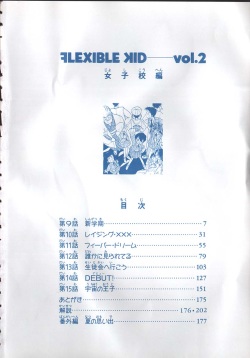 FLEXIBLE KID——vol.2
女子校編
目次
第9話 新学期 7
第10話 レイジング・××× 31
第11話 フィーバー・ドリーム 55
第12話 誰かに見られてる 79
第13話 生徒会へ行こう 103
第14話 DEBUT! 127
第15話 宇宙の王子 151
あとがき 175
解説 176・202
番外編 夏の思い出 177